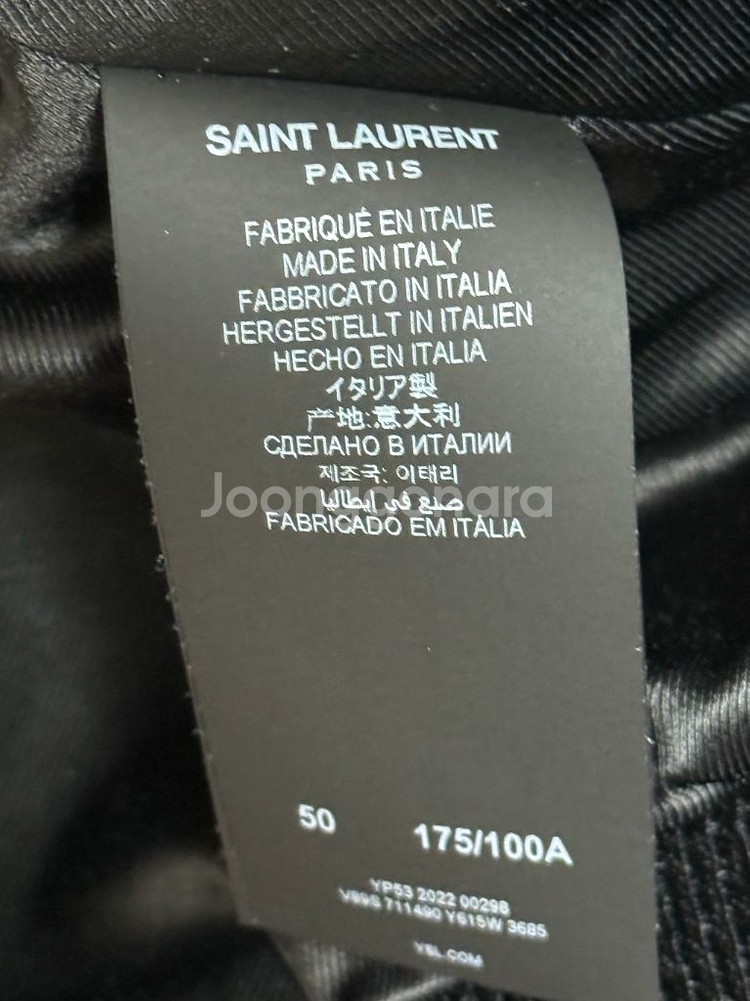 SAINT LAURENT
PARIS
FABRIQUÉ EN ITALIE
MADE IN ITALY
FABBRICATO IN ITALIA
HERGESTELLT IN ITALIEN
HECHO EN ITALIA
イタリア製
产地:意大利
СДЕЛАНО В ИТАЛИИ
제조국: 이태리
Joonggonara
صنع في إيطاليا
FABRICADO EM ITÁLIA
50 175/100A
YP53 2022 00298
V89S 711490 Y615W 3685
YSL.COM